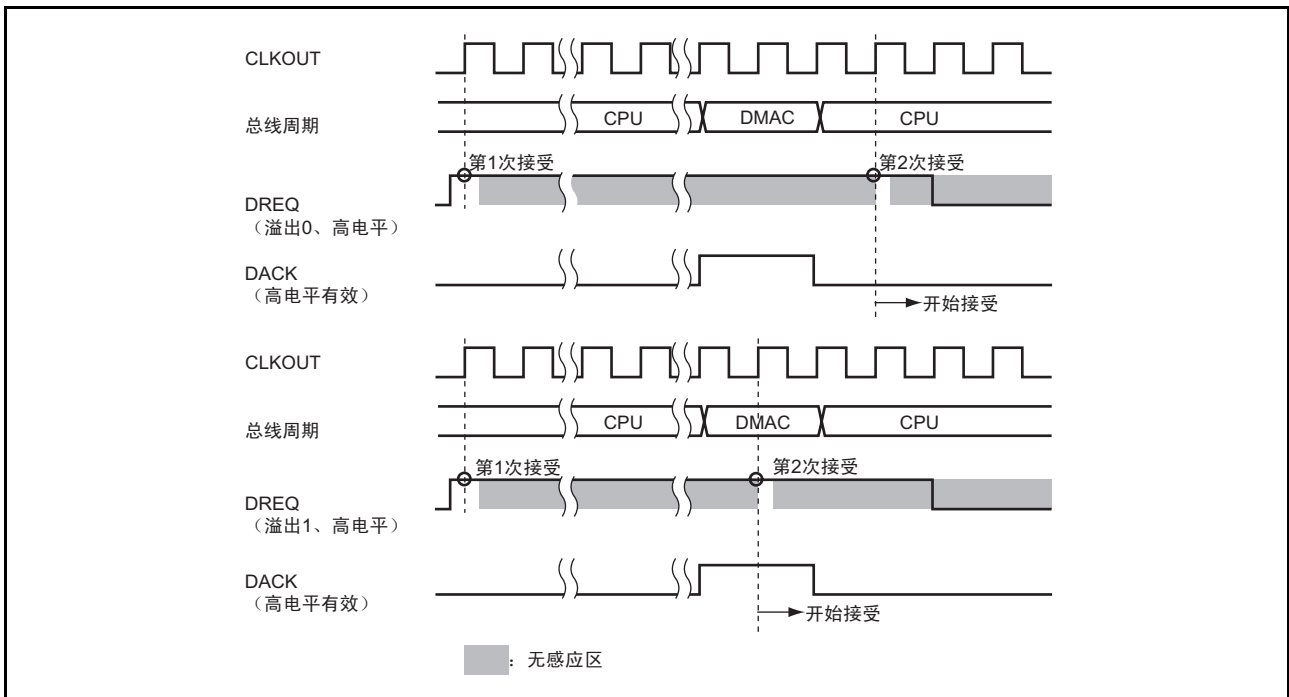 CLKOUT
总线周期
CPU
DMAC
CPU
第1次接受
第2次接受
DREQ
（溢出0、高电平）
DACK
（高电平有效）
开始接受
CLKOUT
总线周期
CPU
DMAC
CPU
第1次接受
第2次接受
DREQ
（溢出1、高电平）
DACK
（高电平有效）
开始接受
：无感应区